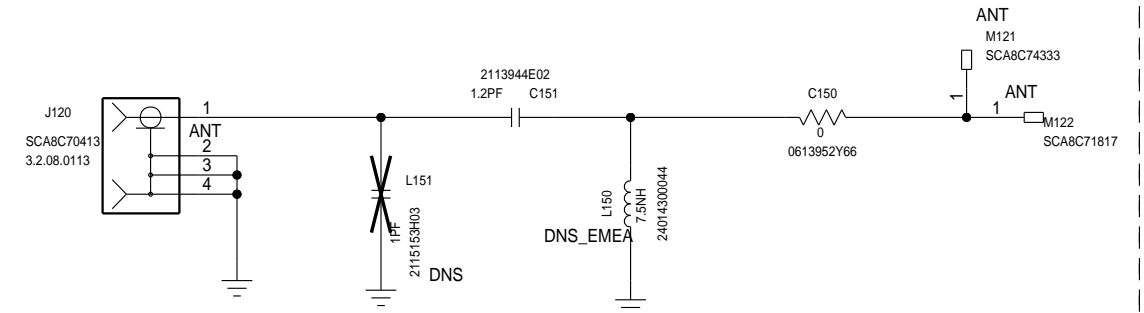 ANT
M121
SCA8C74333
1
ANT
1
M122
SCA8C71817
2113944E02
1.2PF C151
C150
0
0613952Y66
J120
SCA8C70413
3.2.08.0113
1
ANT
2
3
4
L151
1PF
2115153H03
DNS
L150
7.5NH
24014300044
DNS_EMEA